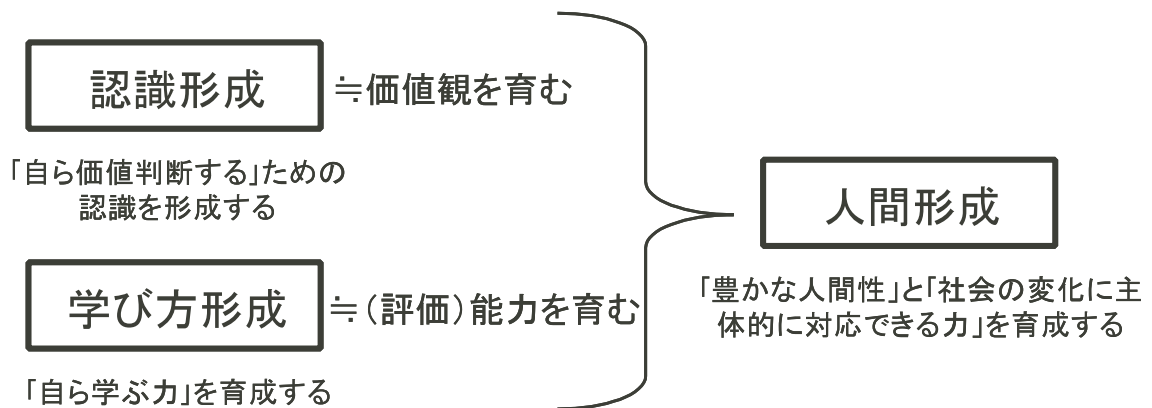 認識形成 ≒価値観を育む
「自ら価値判断する」ための
認識を形成する
学び方形成 ≒(評価)能力を育む
「自ら学ぶ力」を育成する
人間形成
「豊かな人間性」と「社会の変化に主
体的に対応できる力」を育成する